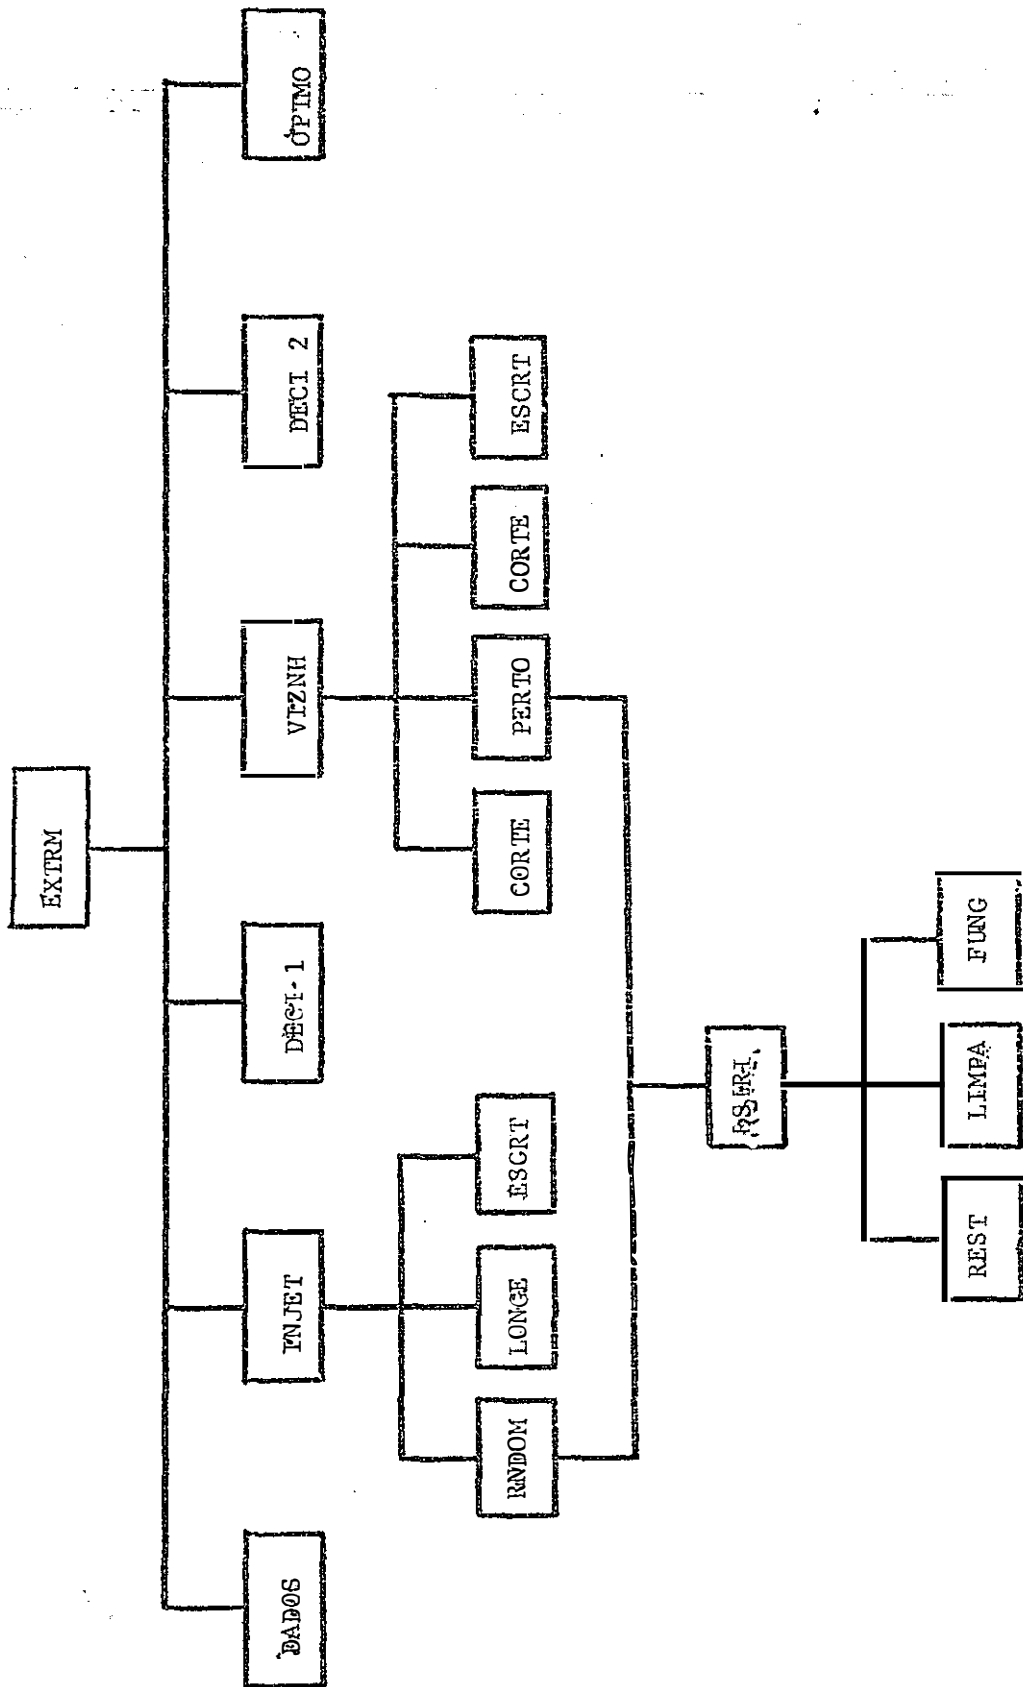 EXTRM
DADOS
INJET
DECI-1
VIZNH
DECI 2
OPTMO
RNDOM
LONGE
ESCRT
CORTE
PERTO
CORTE
ESCRT
REST
LIMPA
FUNG